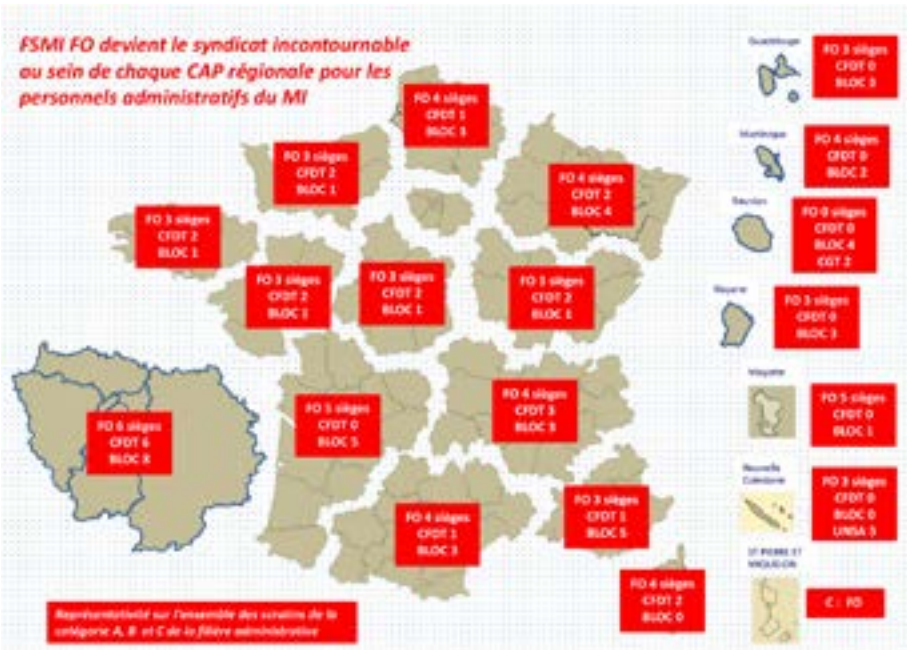 FSMI FO devient le syndicat incontournable
au sein de chaque CAP régionale pour les
personnels administratifs du MI
Guadeloupe
FO 3 sièges
CFDT 0
BLOC 3
FO 4 sièges
CFDT 1
BLOC 3
FO 3 sièges
CFDT 2
BLOC 1
Martinique
FO 4 sièges
CFDT 0
BLOC 2
FO 4 sièges
CFDT 2
BLOC 4
FO 3 sièges
CFDT 2
BLOC 1
Réunion
FO 0 sièges
CFDT 0
BLOC 4
CGT 2
FO 3 sièges
CFDT 2
BLOC 1
FO 3 sièges
CFDT 2
BLOC 1
FO 3 sièges
CFDT 2
BLOC 1
Guyane
FO 3 sièges
CFDT 0
BLOC 3
Mayotte
FO 5 sièges
CFDT 0
BLOC 1
FO 6 sièges
CFDT 6
BLOC 8
FO 5 sièges
CFDT 0
BLOC 5
FO 4 sièges
CFDT 3
BLOC 3
Nouvelle
Calédonie
FO 3 sièges
CFDT 0
BLOC 0
UNSA 3
FO 4 sièges
CFDT 1
BLOC 3
FO 3 sièges
CFDT 1
BLOC 5
ST PIERRE ET
MIQUELON
C : FO
FO 4 sièges
CFDT 2
BLOC 0
Représentativité sur l'ensemble des scrutins de la
catégorie A, B et C de la filière administrative